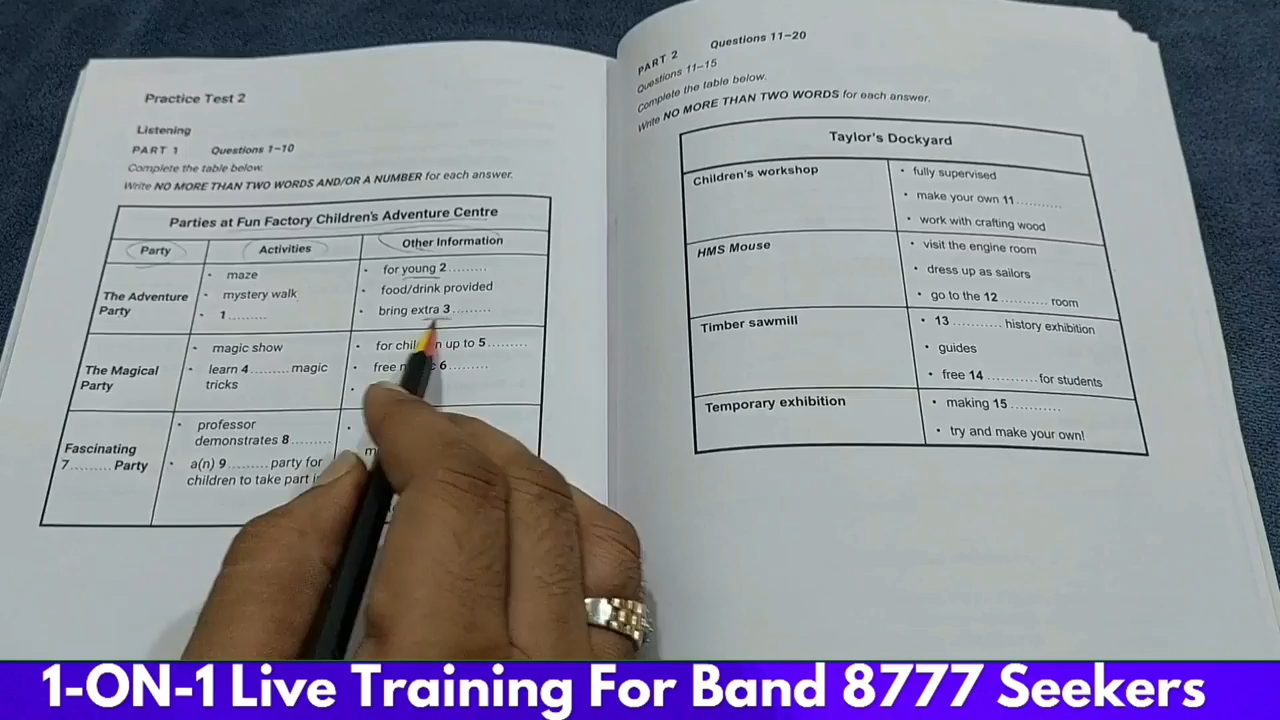 Practice Test 2
Listening
PART 1 Questions 1–10
Complete the table below.
Write NO MORE THAN TWO WORDS AND/OR A NUMBER for each answer.
Parties at Fun Factory Children's Adventure Centre
Party Activities Other Information
The Adventure Party
• maze
• mystery walk
• 1..........
• for young 2..........
• food/drink provided
• bring extra 3..........
The Magical Party
• magic show
• learn 4.......... magic
tricks
• for up to 5..........
• free 6..........
•
Fascinating
7.......... Party
• professor
demonstrates 8..........
• a(n) 9.......... party for
children to take part
•
PART 2 Questions 11–20
Questions 11–15
Complete the table below.
Write NO MORE THAN TWO WORDS for each answer.
Taylor's Dockyard
Children's workshop
• fully supervised
• make your own 11...........
• work with crafting wood
HMS Mouse
• visit the engine room
• dress up as sailors
• go to the 12........... room
Timber sawmill
• 13........... history exhibition
• guides
• free 14........... for students
Temporary exhibition
• making 15...........
• try and make your own!
1-ON-1 Live Training For Band 8777 Seekers